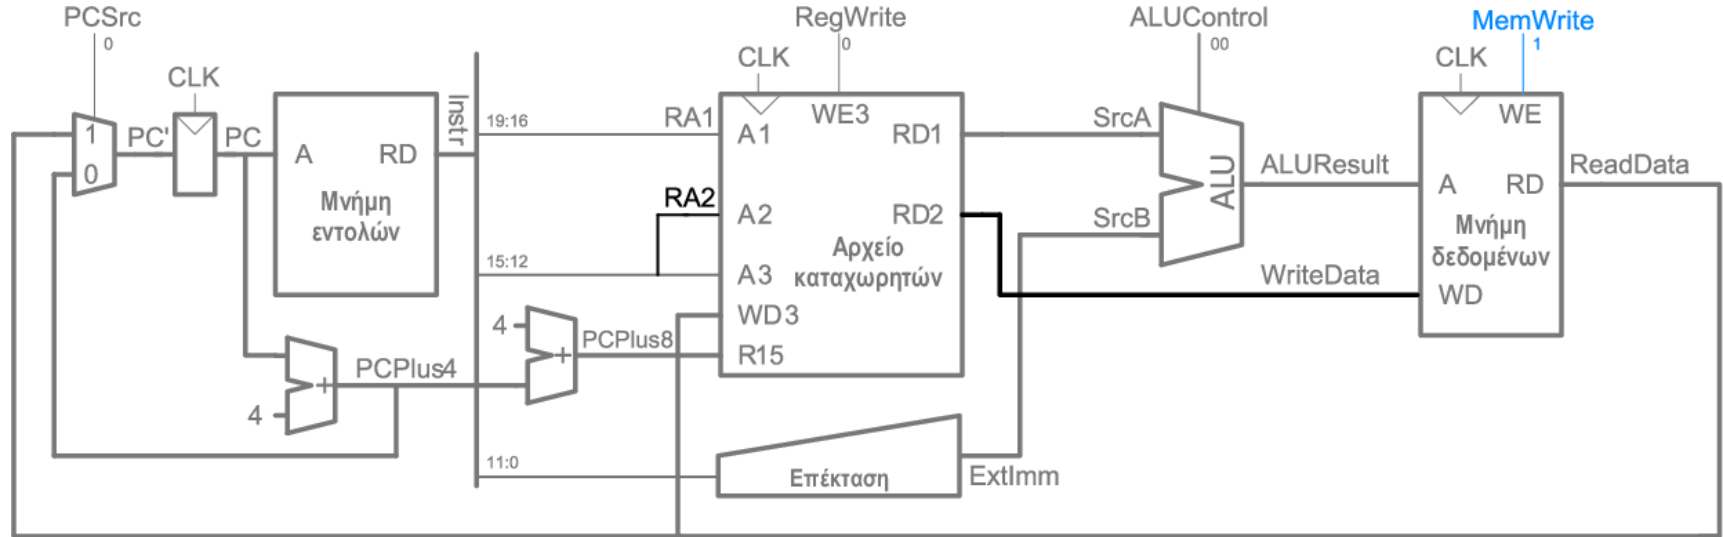 PCSrc
0
RegWrite
0
ALUControl
00
MemWrite
1
CLK
CLK
CLK
1
0
PC'
PC
A
RD
Μνήμη
εντολών
Instr
19:16
RA1
A1
WE3
RD1
SrcA
RA2
A2
RD2
SrcB
ALU
ALUResult
WE
A
RD
ReadData
Μνήμη
δεδομένων
WD
WriteData
15:12
A3
Αρχείο
καταχωρητών
WD3
R15
4
+
PCPlus8
PCPlus4
+
4
11:0
Επέκταση
ExtImm